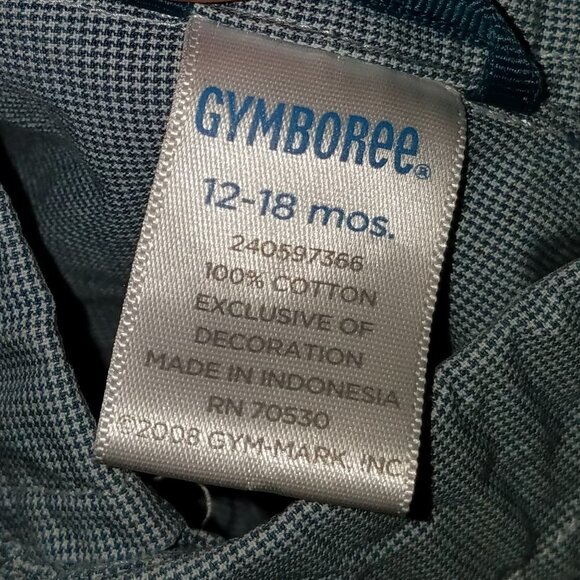 GYMBOREE®
12-18 mos.
240597366
100% COTTON
EXCLUSIVE OF
DECORATION
MADE IN INDONESIA
RN 70530
©2008 GYM-MARK, INC.